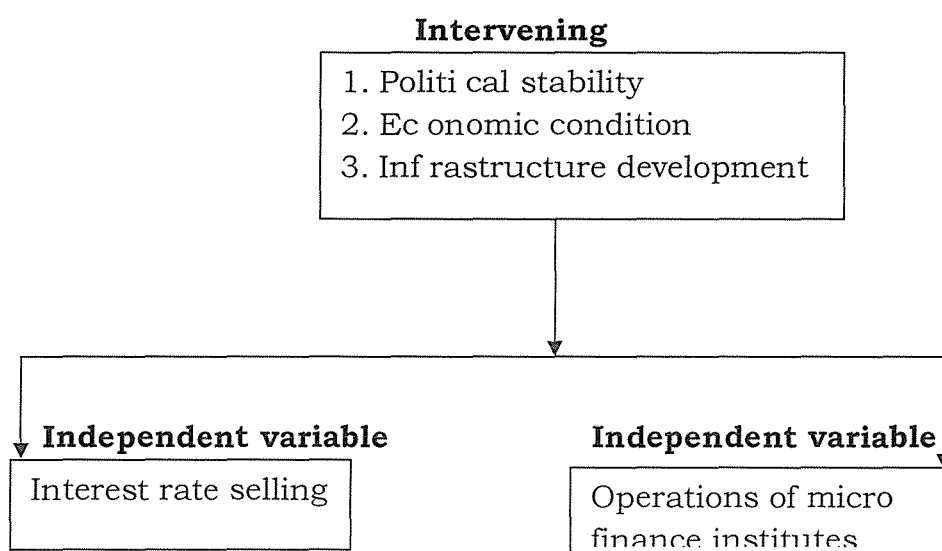 Intervening
1. Politi cal stability
2. Ec onomic condition
3. Inf rastructure development
Independent variable
Interest rate selling
Independent variable
Operations of micro
finance institutes